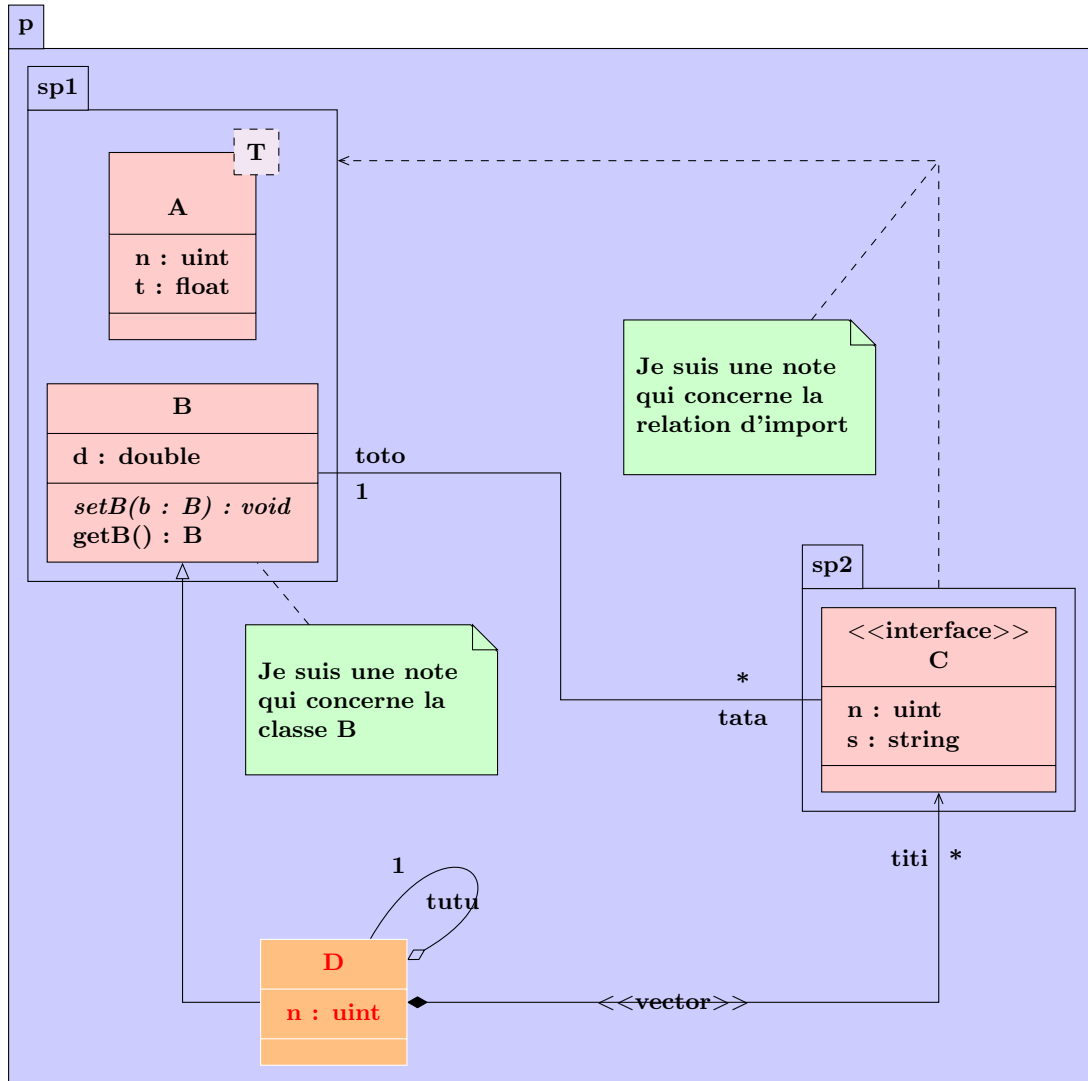 p
sp1
T
A
n : uint
t : float
B
d : double
setB(b : B) : void
getB() : B
toto
1
Je suis une note
qui concerne la
relation d'import
sp2
<<interface>>
C
n : uint
s : string
*
tata
Je suis une note
qui concerne la
classe B
titi *
1
tutu
D
n : uint
<<vector>>